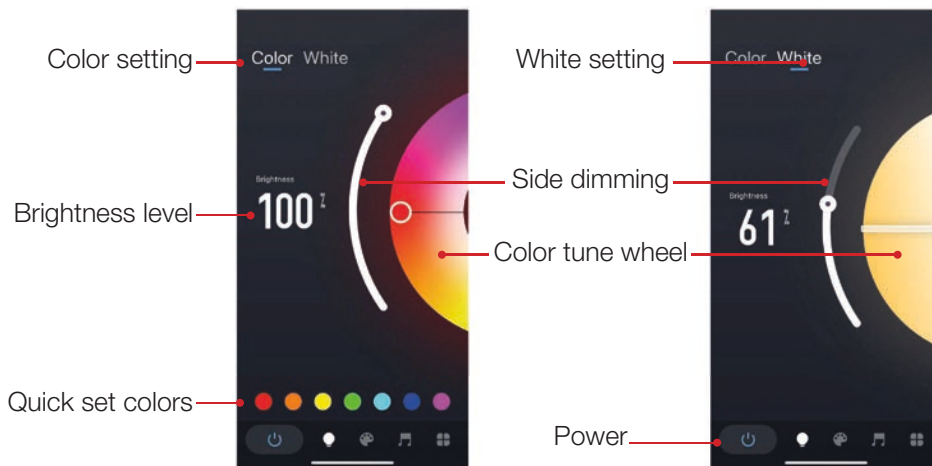 Color setting
Color White
White setting
Color White
Side dimming
Brightness
100 %
Brightness level
Brightness
61 %
Color tune wheel
Quick set colors
Power